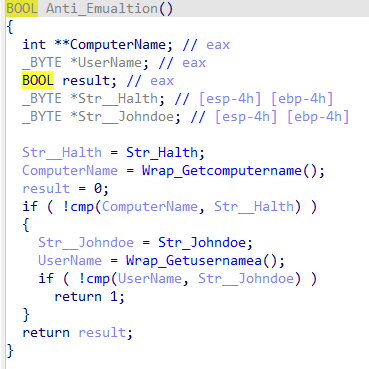 BOOL Anti_Emualtion()
{
  int **ComputerName; // eax
  _BYTE *UserName; // eax
  BOOL result; // eax
  _BYTE *Str__Halth; // [esp-4h] [ebp-4h]
  _BYTE *Str__Johndoe; // [esp-4h] [ebp-4h]

  Str__Halth = Str_Halth;
  ComputerName = Wrap_Getcomputername();
  result = 0;
  if ( !cmp(ComputerName, Str__Halth) )
  {
    Str__Johndoe = Str_Johndoe;
    UserName = Wrap_Getusernamea();
    if ( !cmp(UserName, Str__Johndoe) )
      return 1;
  }
  return result;
}